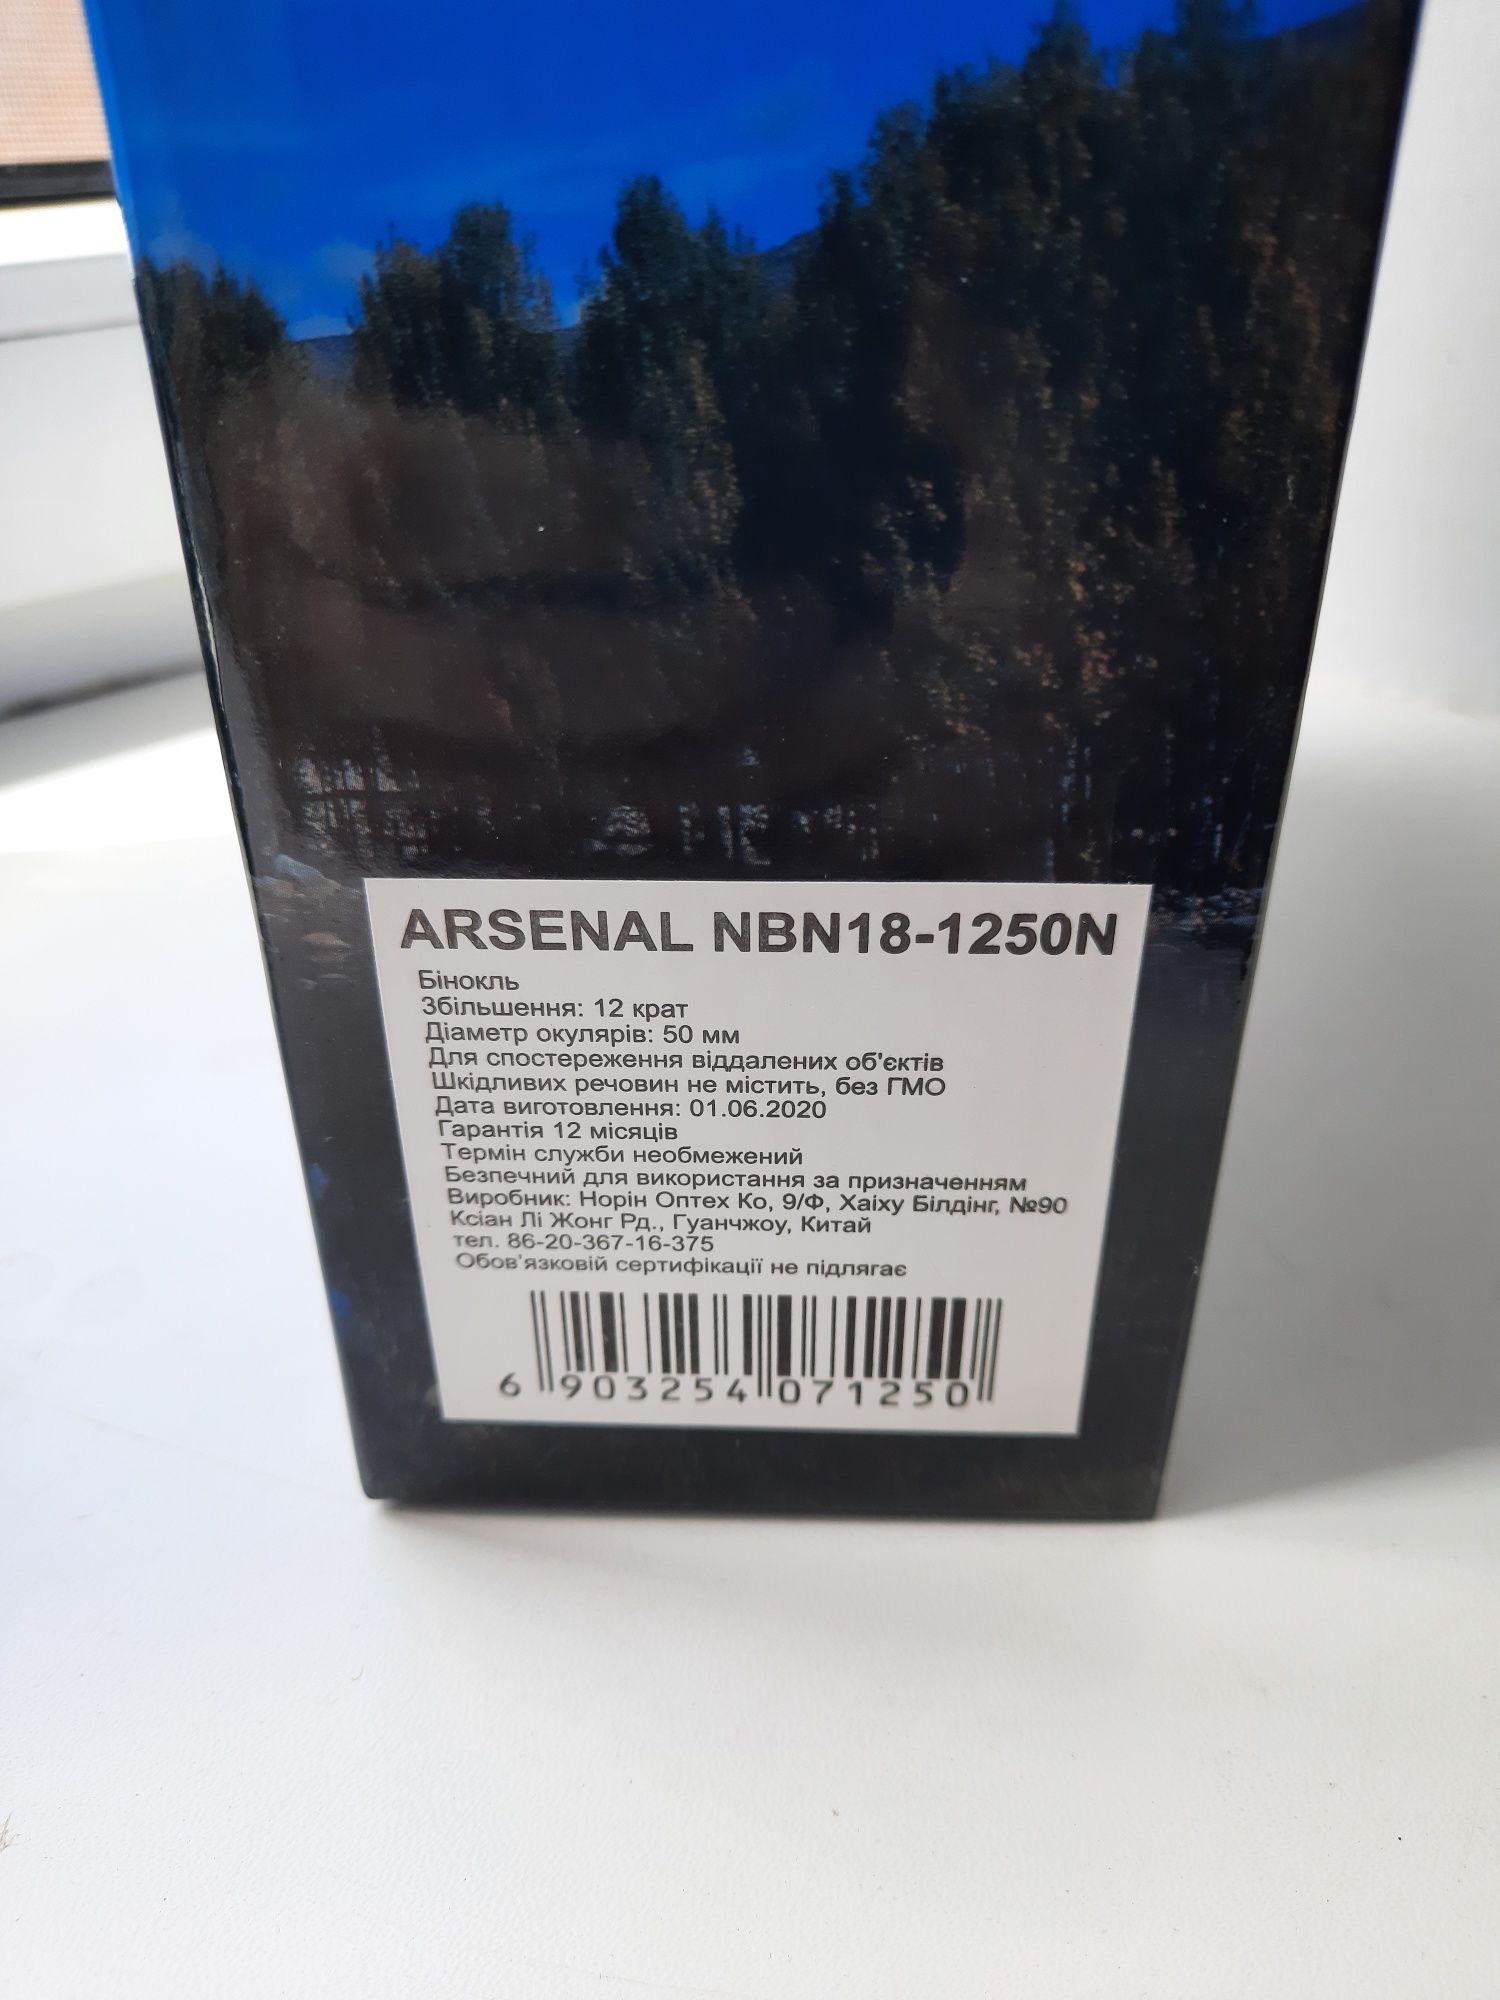 ARSENAL NBN18-1250N
Бінокль
Збільшення: 12 крат
Діаметр окулярів: 50 мм
Для спостереження віддалених об'єктів
Шкідливих речовин не містить, без ГМО
Дата виготовлення: 01.06.2020
Гарантія 12 місяців
Термін служби необмежений
Безпечний для використання за призначенням
Виробник: Норін Оптех Ко, 9/Ф, Хаіху Білдінг, №90
Ксіан Лі Жонг Рд., Гуанчжоу, Китай
тел. 86-20-367-16-375
Обов'язковій сертифікації не підлягає
6 903254 071250